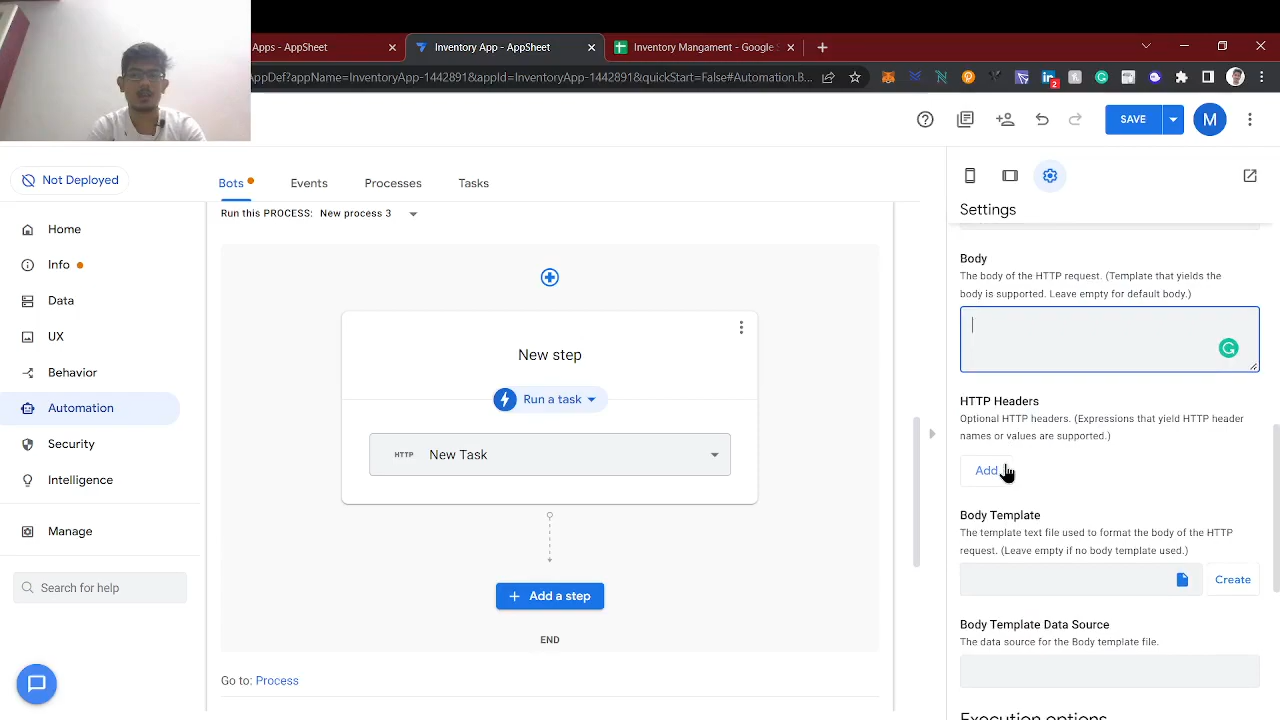 Apps - AppSheet
Inventory App - AppSheet
Inventory Mangament - Google S
AppDef?appName=InventoryApp-1442891&appId=InventoryApp-1442891&quickStart=False#Automation.B...
2
SAVE
M
Not Deployed
Bots
Events
Processes
Tasks
Settings
Home
Info
Data
UX
Behavior
Automation
Security
Intelligence
Manage
Search for help
Run this PROCESS: New process 3
New step
Run a task
HTTP New Task
Add a step
END
Go to: Process
Body
The body of the HTTP request. (Template that yields the
body is supported. Leave empty for default body.)
HTTP Headers
Optional HTTP headers. (Expressions that yield HTTP header
names or values are supported.)
Add
Body Template
The template text file used to format the body of the HTTP
request. (Leave empty if no body template used.)
Create
Body Template Data Source
The data source for the Body template file.
Execution options